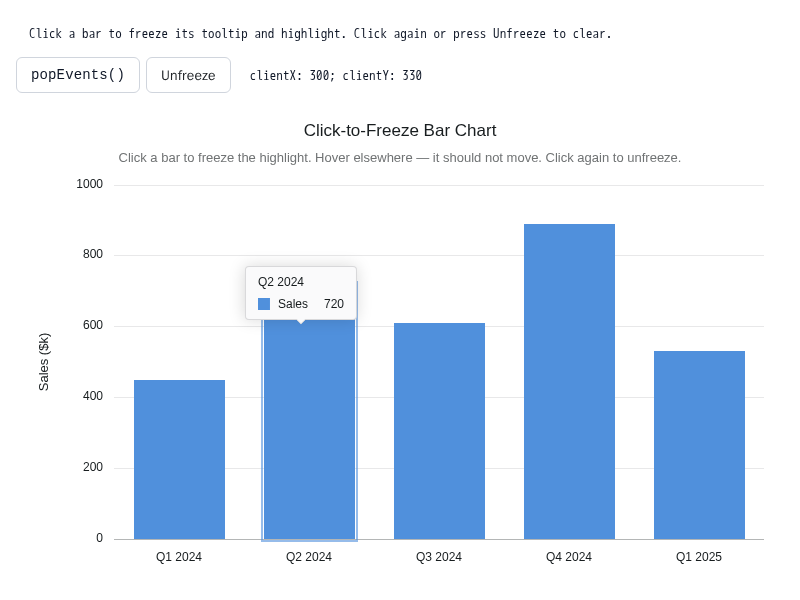 Click a bar to freeze its tooltip and highlight. Click again or press Unfreeze to clear.
popEvents() Unfreeze clientX: 300; clientY: 330
Click-to-Freeze Bar Chart
Click a bar to freeze the highlight. Hover elsewhere — it should not move. Click again to unfreeze.
1000
800
Q2 2024
Sales 720
600
Sales ($k)
400
200
0
Q1 2024 Q2 2024 Q3 2024 Q4 2024 Q1 2025